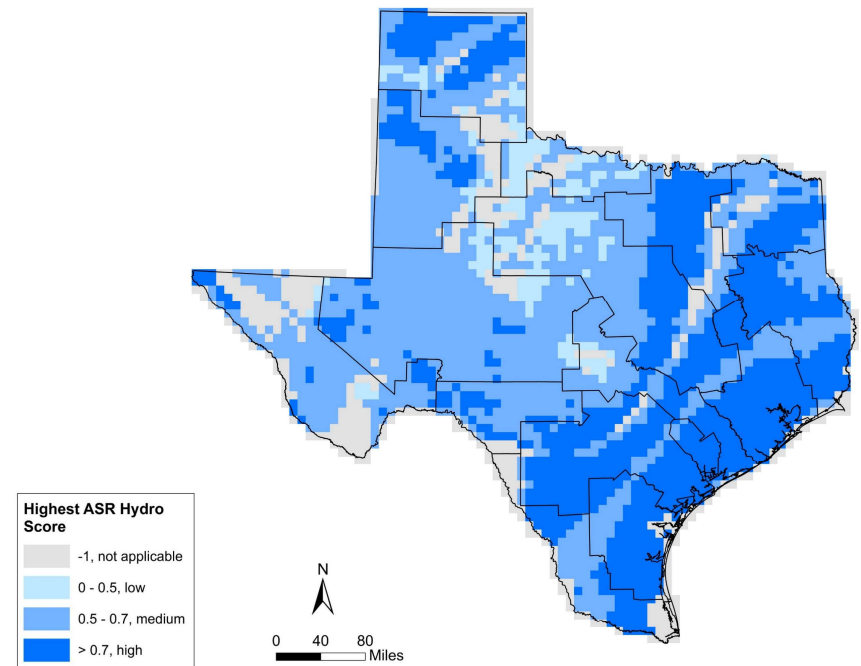 Highest ASR Hydro
Score
-1, not applicable
0 - 0.5, low
0.5 - 0.7, medium
> 0.7, high
N
0 40 80
Miles